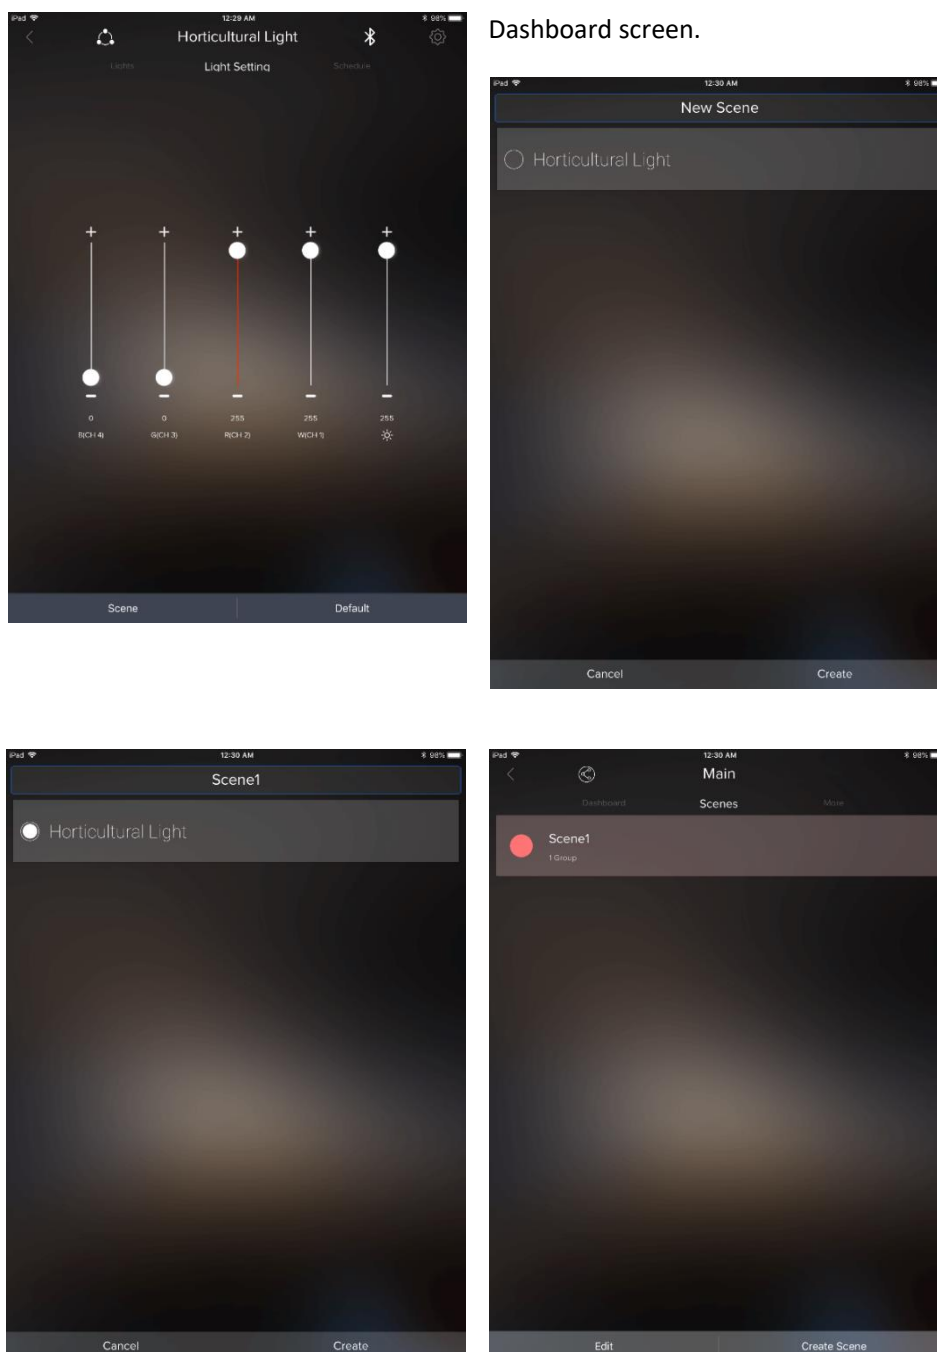 iPad 12:29 AM 98%
Horticultural Light
Lights Light Setting Schedule
+ + + + +
- - - - -
0 0 255 255 255
B(CH 4) G(CH 3) R(CH 2) W(CH 1)
Scene Default
Dashboard screen.
iPad 12:30 AM 98%
New Scene
Horticultural Light
Cancel Create
iPad 12:30 AM 98%
Scene1
Horticultural Light
Cancel Create
iPad 12:30 AM 98%
Main
Dashboard Scenes More
Scene1
1 Group
Edit Create Scene